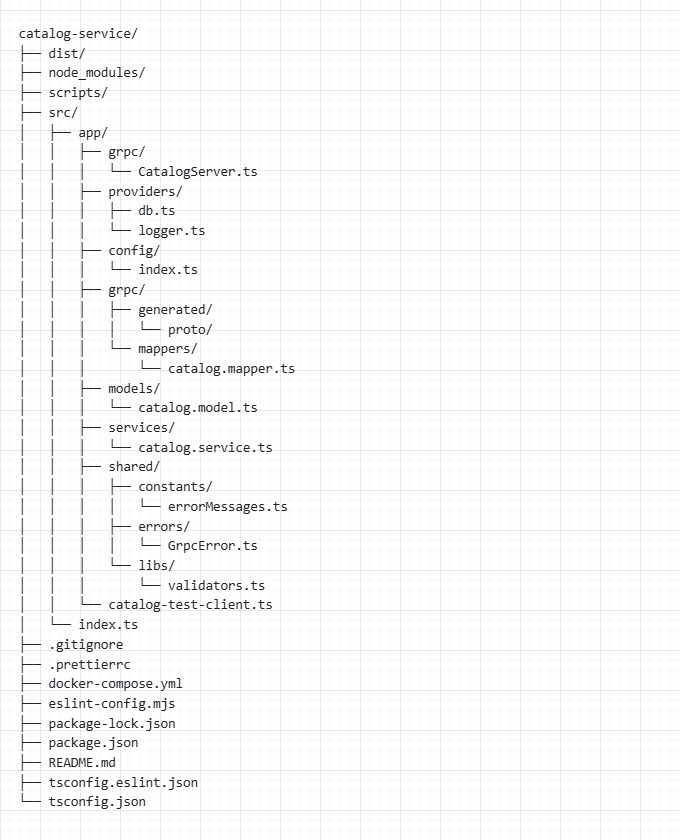 catalog-service/
├── dist/
├── node_modules/
├── scripts/
├── src/
│   ├── app/
│   │   ├── grpc/
│   │   │   └── CatalogServer.ts
│   │   ├── providers/
│   │   │   ├── db.ts
│   │   │   └── logger.ts
│   │   ├── config/
│   │   │   └── index.ts
│   │   ├── grpc/
│   │   │   ├── generated/
│   │   │   │   └── proto/
│   │   │   └── mappers/
│   │   │       └── catalog.mapper.ts
│   │   ├── models/
│   │   │   └── catalog.model.ts
│   │   ├── services/
│   │   │   └── catalog.service.ts
│   │   ├── shared/
│   │   │   ├── constants/
│   │   │   │   └── errorMessages.ts
│   │   │   ├── errors/
│   │   │   │   └── GrpcError.ts
│   │   │   └── libs/
│   │   │       └── validators.ts
│   │   └── catalog-test-client.ts
│   └── index.ts
├── .gitignore
├── .prettierrc
├── docker-compose.yml
├── eslint-config.mjs
├── package-lock.json
├── package.json
├── README.md
├── tsconfig.eslint.json
└── tsconfig.json